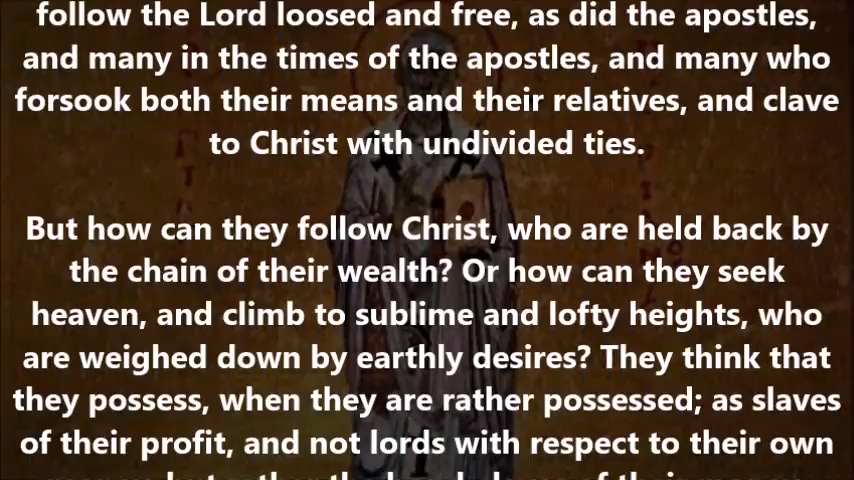 follow the Lord loosed and free, as did the apostles,
and many in the times of the apostles, and many who
forsook both their means and their relatives, and clave
to Christ with undivided ties.
But how can they follow Christ, who are held back by
the chain of their wealth? Or how can they seek
heaven, and climb to sublime and lofty heights, who
are weighed down by earthly desires? They think that
they possess, when they are rather possessed; as slaves
of their profit, and not lords with respect to their own